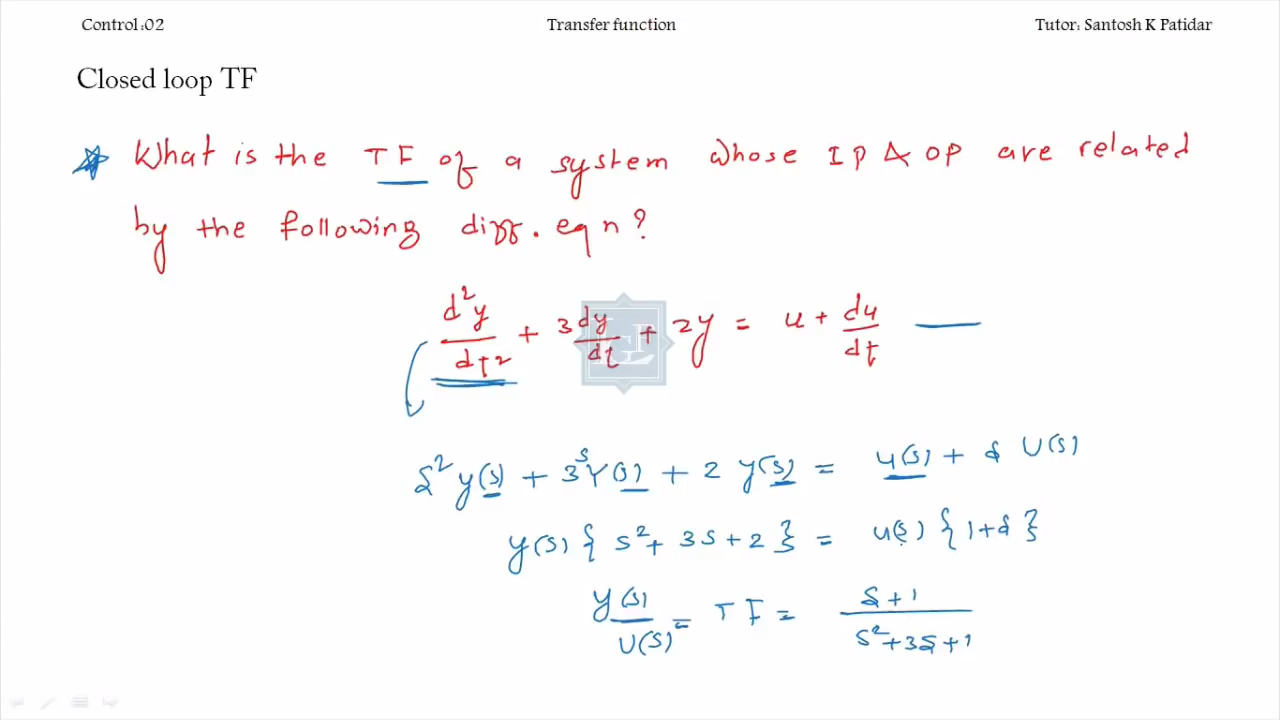 Control:02 Transfer function Tutor: Santosh K Patidar
Closed loop TF
What is the TF of a system whose IP & OP are related
by the following diff. eqn?
d²y/dt² + 3 dy/dt + 2y = u + du/dt
s² y(s) + 3 s Y(s) + 2 y(s) = u(s) + s U(s)
y(s) { s² + 3s + 2 } = u(s) { 1 + s }
y(s)/U(s) = TF = s+1/s²+3s+1